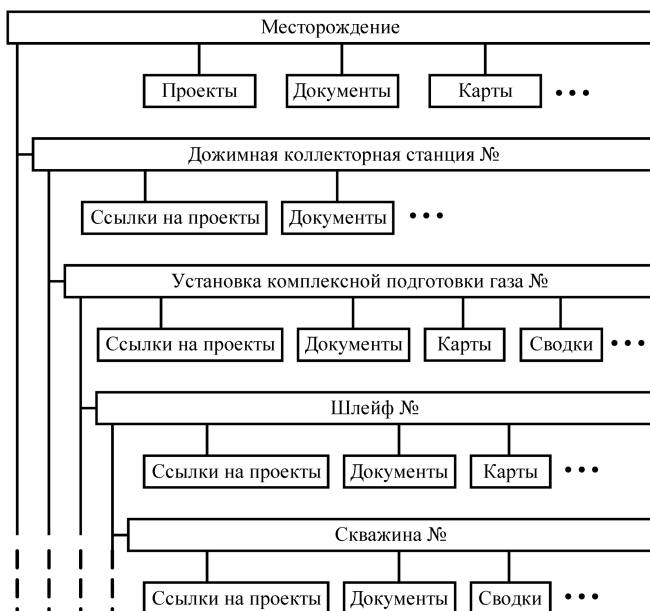 Месторождение
Проекты Документы Карты •••
Дожимная коллекторная станция №
Ссылки на проекты Документы •••
Установка комплексной подготовки газа №
Ссылки на проекты Документы Карты Сводки •••
Шлейф №
Ссылки на проекты Документы Карты •••
Скважина №
Ссылки на проекты Документы Сводки •••